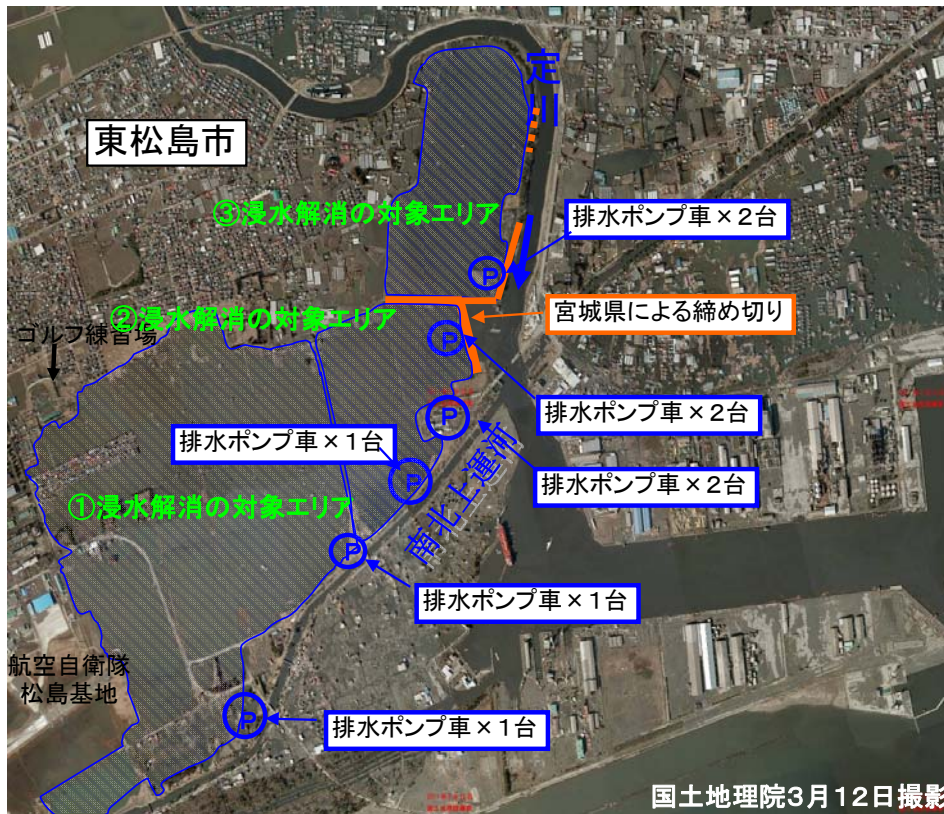 定川
東松島市
③浸水解消の対象エリア
排水ポンプ車×2台
P
宮城県による締め切り
②浸水解消の対象エリア
ゴルフ練習場
P
排水ポンプ車×2台
P
排水ポンプ車×1台
南北上運河
排水ポンプ車×2台
P
①浸水解消の対象エリア
P
排水ポンプ車×1台
航空自衛隊
松島基地
P
排水ポンプ車×1台
国土地理院3月12日撮影